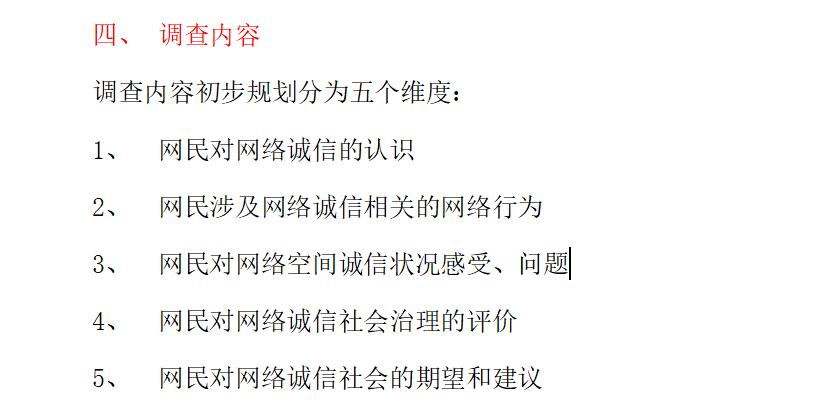 四、 调查内容
调查内容初步规划分为五个维度：
1、 网民对网络诚信的认识
2、 网民涉及网络诚信相关的网络行为
3、 网民对网络空间诚信状况感受、问题
4、 网民对网络诚信社会治理的评价
5、 网民对网络诚信社会的期望和建议